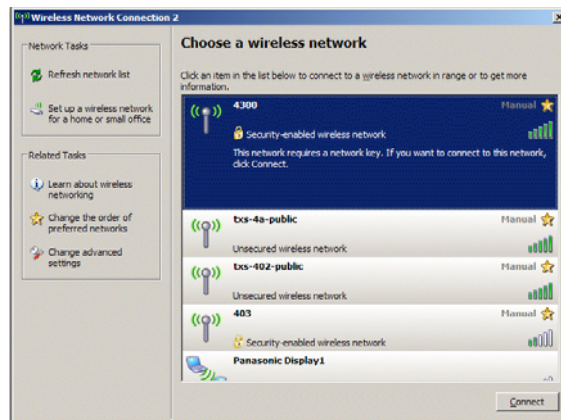 Wireless Network Connection 2
Network Tasks
Refresh network list
Set up a wireless network
for a home or small office
Related Tasks
Learn about wireless
networking
Change the order of
preferred networks
Change advanced
settings
Choose a wireless network
Click an item in the list below to connect to a wireless network in range or to get more
information.
4300 Manual
Security-enabled wireless network
This network requires a network key. If you want to connect to this network,
click Connect.
txs-4a-public Manual
Unsecured wireless network
txs-402-public Manual
Unsecured wireless network
403 Manual
Security-enabled wireless network
Panasonic Display1
Connect